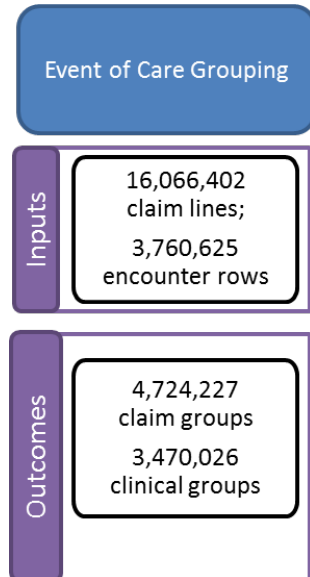 Event of Care Grouping
Inputs
16,066,402
claim lines;
3,760,625
encounter rows
Outcomes
4,724,227
claim groups
3,470,026
clinical groups